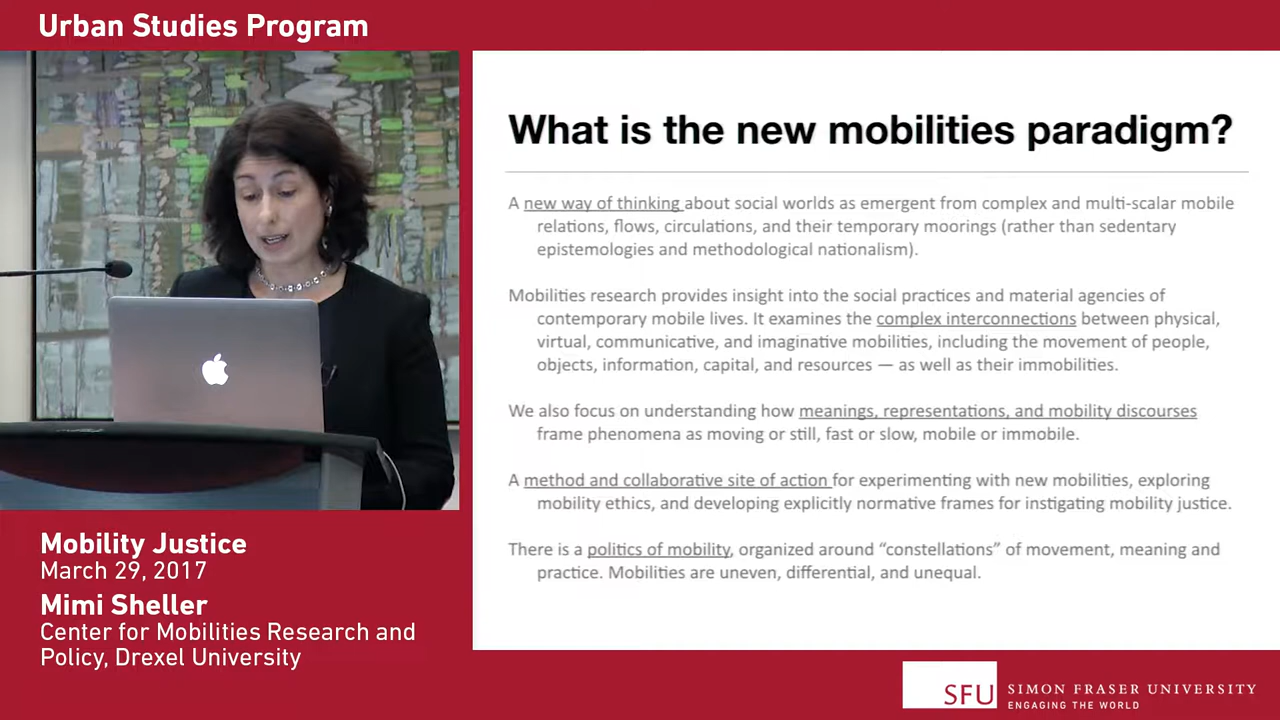 Urban Studies Program
What is the new mobilities paradigm?
A new way of thinking about social worlds as emergent from complex and multi-scalar mobile
relations, flows, circulations, and their temporary moorings (rather than sedentary
epistemologies and methodological nationalism).
Mobilities research provides insight into the social practices and material agencies of
contemporary mobile lives. It examines the complex interconnections between physical,
virtual, communicative, and imaginative mobilities, including the movement of people,
objects, information, capital, and resources — as well as their immobilities.
We also focus on understanding how meanings, representations, and mobility discourses
frame phenomena as moving or still, fast or slow, mobile or immobile.
A method and collaborative site of action for experimenting with new mobilities, exploring
mobility ethics, and developing explicitly normative frames for instigating mobility justice.
There is a politics of mobility, organized around “constellations” of movement, meaning and
practice. Mobilities are uneven, differential, and unequal.
Mobility Justice
March 29, 2017
Mimi Sheller
Center for Mobilities Research and
Policy, Drexel University
SFU
SIMON FRASER UNIVERSITY
ENGAGING THE WORLD